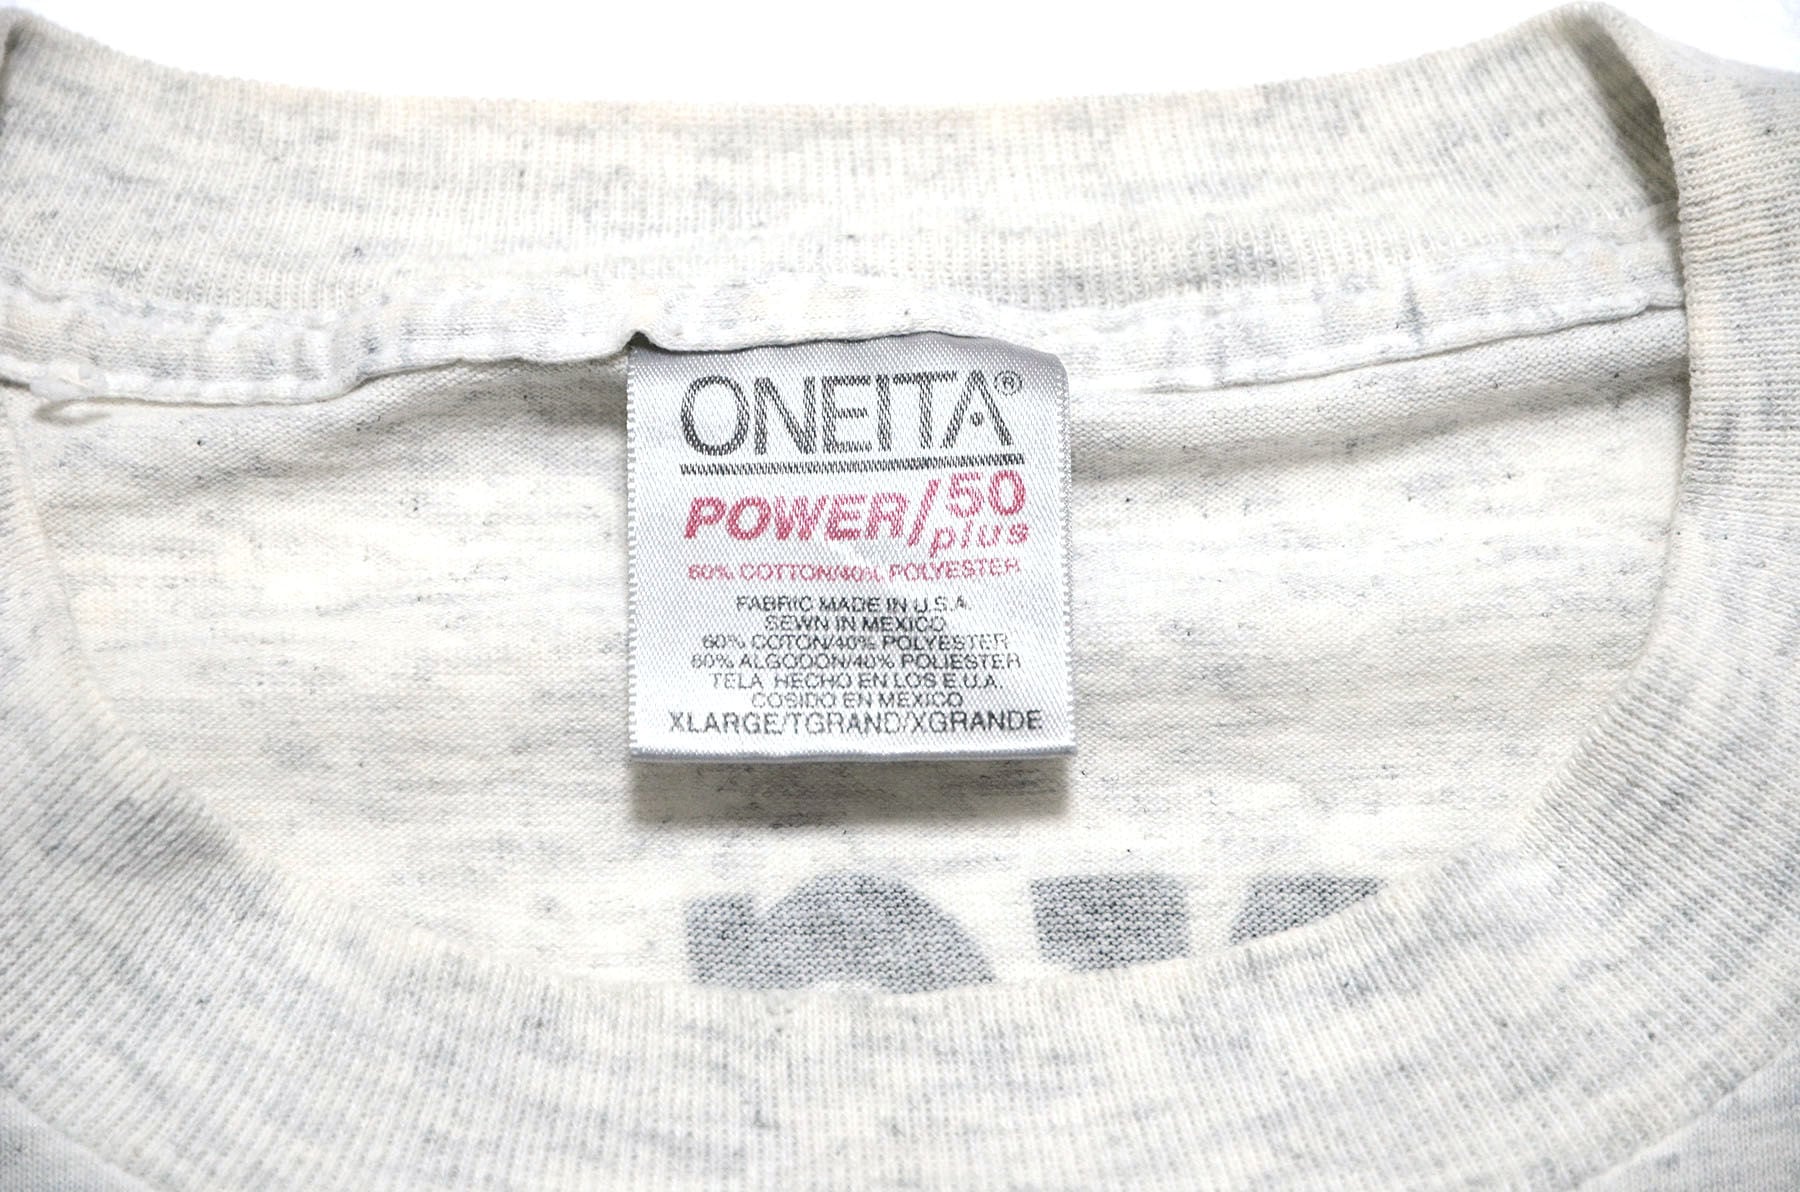 ONEITA®
POWER/50 plus
60% COTTON/40% POLYESTER
FABRIC MADE IN U.S.A.
SEWN IN MEXICO
60% COTON/40% POLYESTER
60% ALGODON/40% POLIESTER
TELA HECHO EN LOS E.U.A.
COSIDO EN MEXICO
XLARGE/TGRAND/XGRANDE